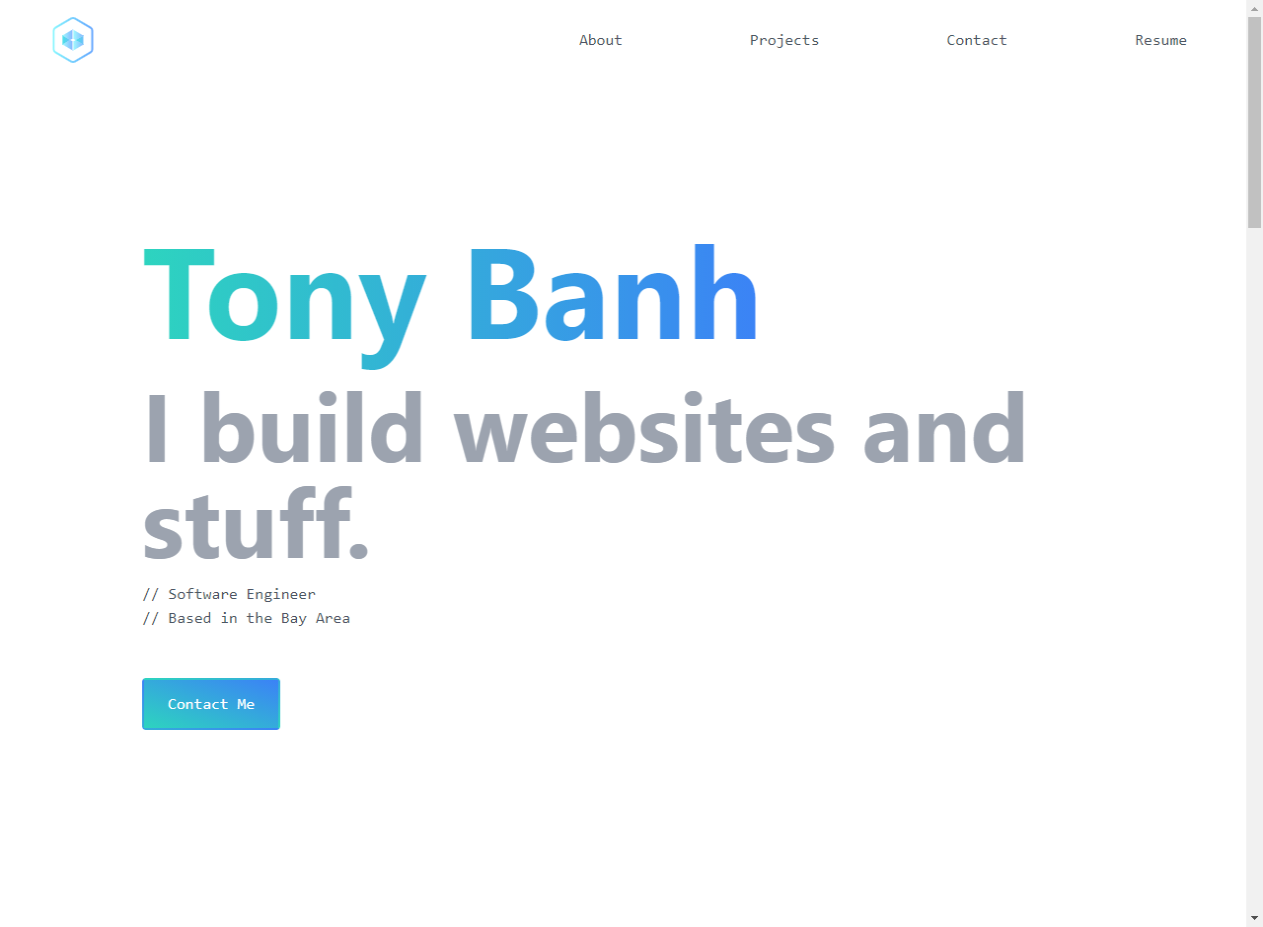 About Projects Contact Resume
Tony Banh
I build websites and
stuff.
// Software Engineer
// Based in the Bay Area
Contact Me